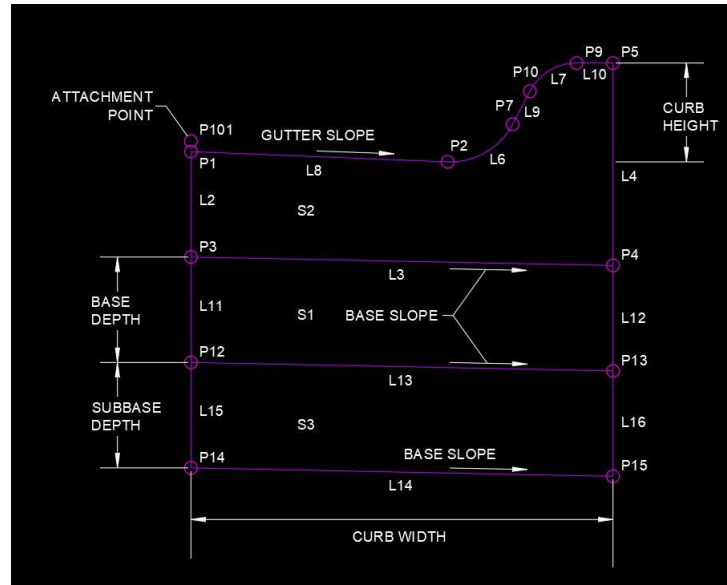 P9
P5
P10
L7
L10
ATTACHMENT
POINT
P101
P7
L9
CURB
HEIGHT
GUTTER SLOPE
P1
P2
L6
L8
L4
L2
S2
P3
P4
L3
BASE
DEPTH
L11
S1
BASE SLOPE
L12
P12
P13
L13
SUBBASE
DEPTH
L15
S3
L16
BASE SLOPE
P14
P15
L14
CURB WIDTH